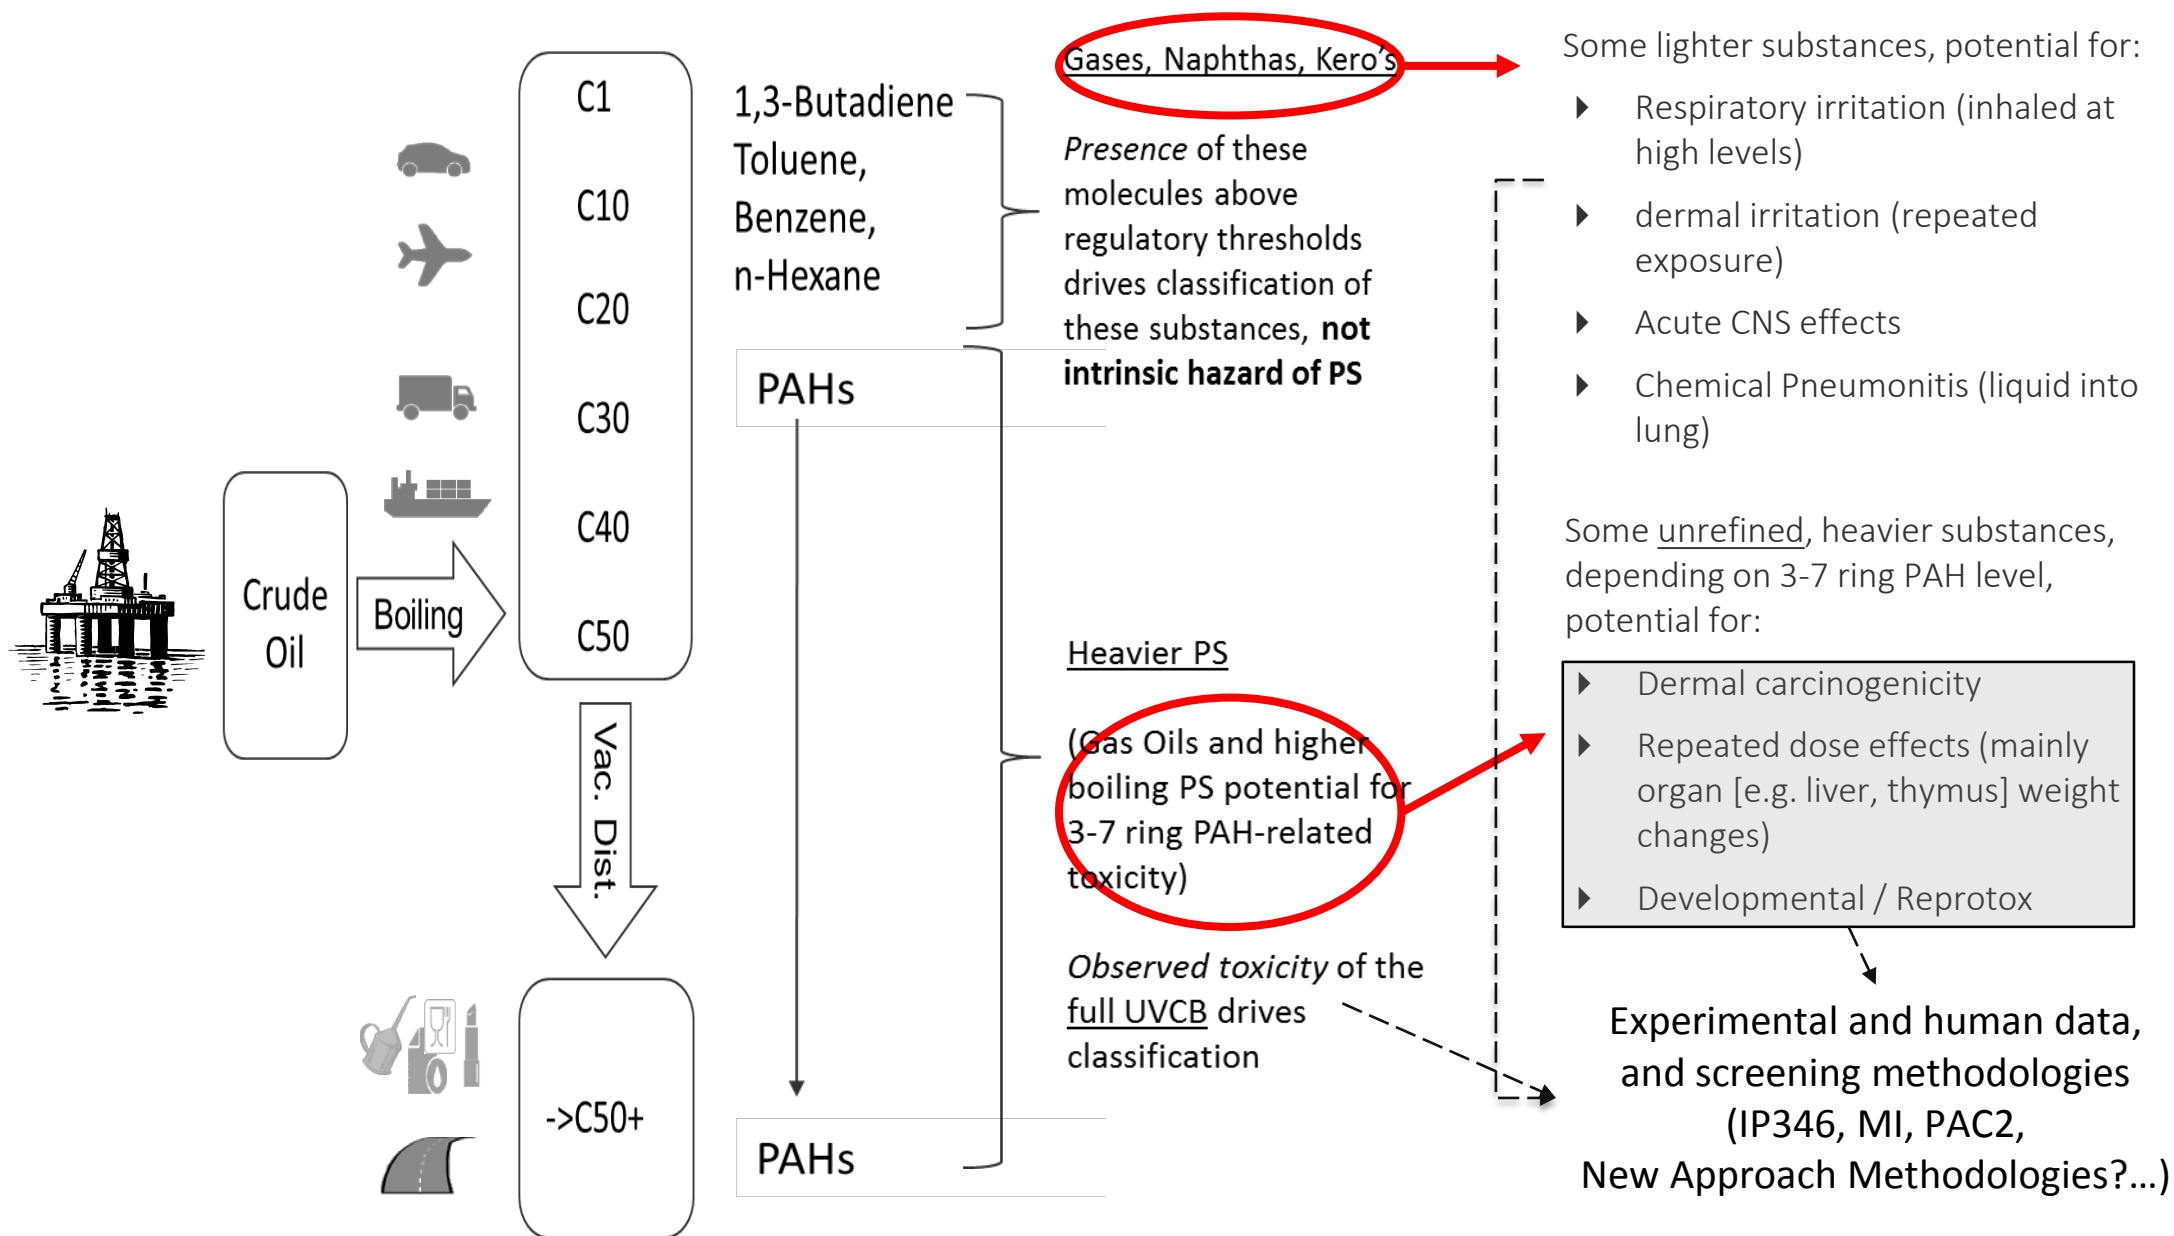 Crude
Oil
Boiling
C1
C10
C20
C30
C40
C50
Vac. Dist.
->C50+
1,3-Butadiene
Toluene,
Benzene,
n-Hexane
PAHs
PAHs
Gases, Naphthas, Kero's
Presence of these
molecules above
regulatory thresholds
drives classification of
these substances, not
intrinsic hazard of PS
Heavier PS
(Gas Oils and higher
boiling PS potential for
3-7 ring PAH-related
toxicity)
Observed toxicity of the
full UVCB drives
classification
Some lighter substances, potential for:
Respiratory irritation (inhaled at
high levels)
dermal irritation (repeated
exposure)
Acute CNS effects
Chemical Pneumonitis (liquid into
lung)
Some unrefined, heavier substances,
depending on 3-7 ring PAH level,
potential for:
Dermal carcinogenicity
Repeated dose effects (mainly
organ [e.g. liver, thymus] weight
changes)
Developmental / Reprotox
Experimental and human data,
and screening methodologies
(IP346, MI, PAC2,
New Approach Methodologies?...)